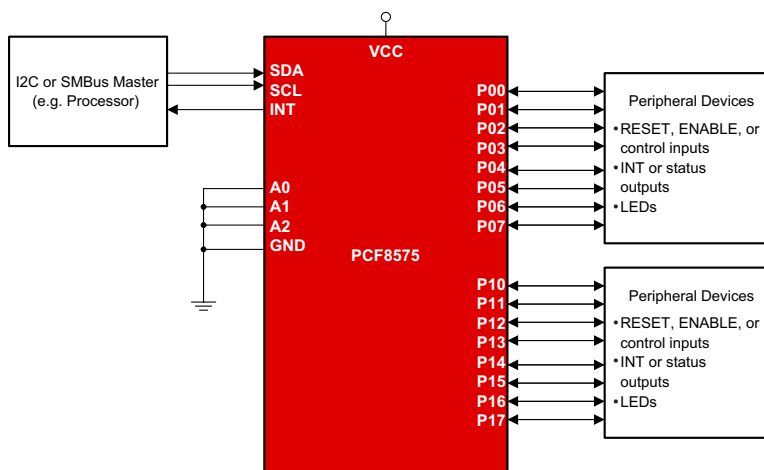 VCC
I2C or SMBus Master
(e.g. Processor)
SDA
SCL
INT
A0
A1
A2
GND
PCF8575
P00
P01
P02
P03
P04
P05
P06
P07
Peripheral Devices
•RESET, ENABLE, or
control inputs
•INT or status
outputs
•LEDs
P10
P11
P12
P13
P14
P15
P16
P17
Peripheral Devices
•RESET, ENABLE, or
control inputs
•INT or status
outputs
•LEDs